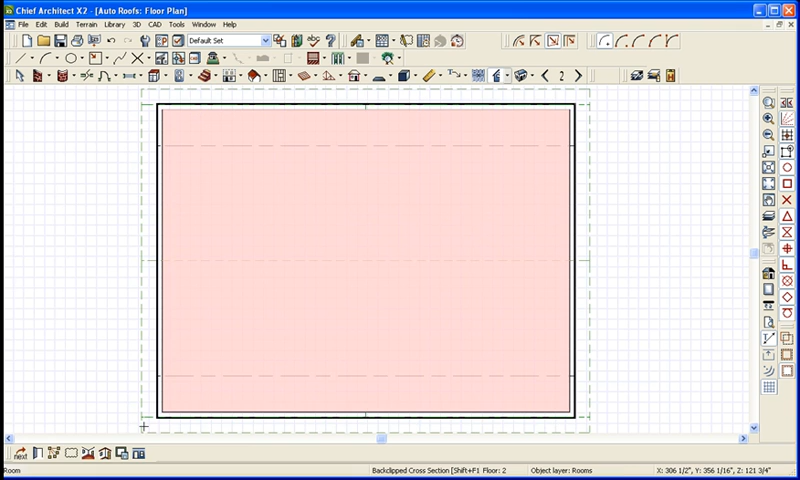 Chief Architect X2 - [Auto Roofs: Floor Plan]
File Edit Build Terrain Library 3D CAD Tools Window Help
Default Set
2
next
Room Backclipped Cross Section [Shift+F1 Floor: 2 Object layer: Rooms X: 306 1/2", Y: 356 1/16", Z: 121 3/4"